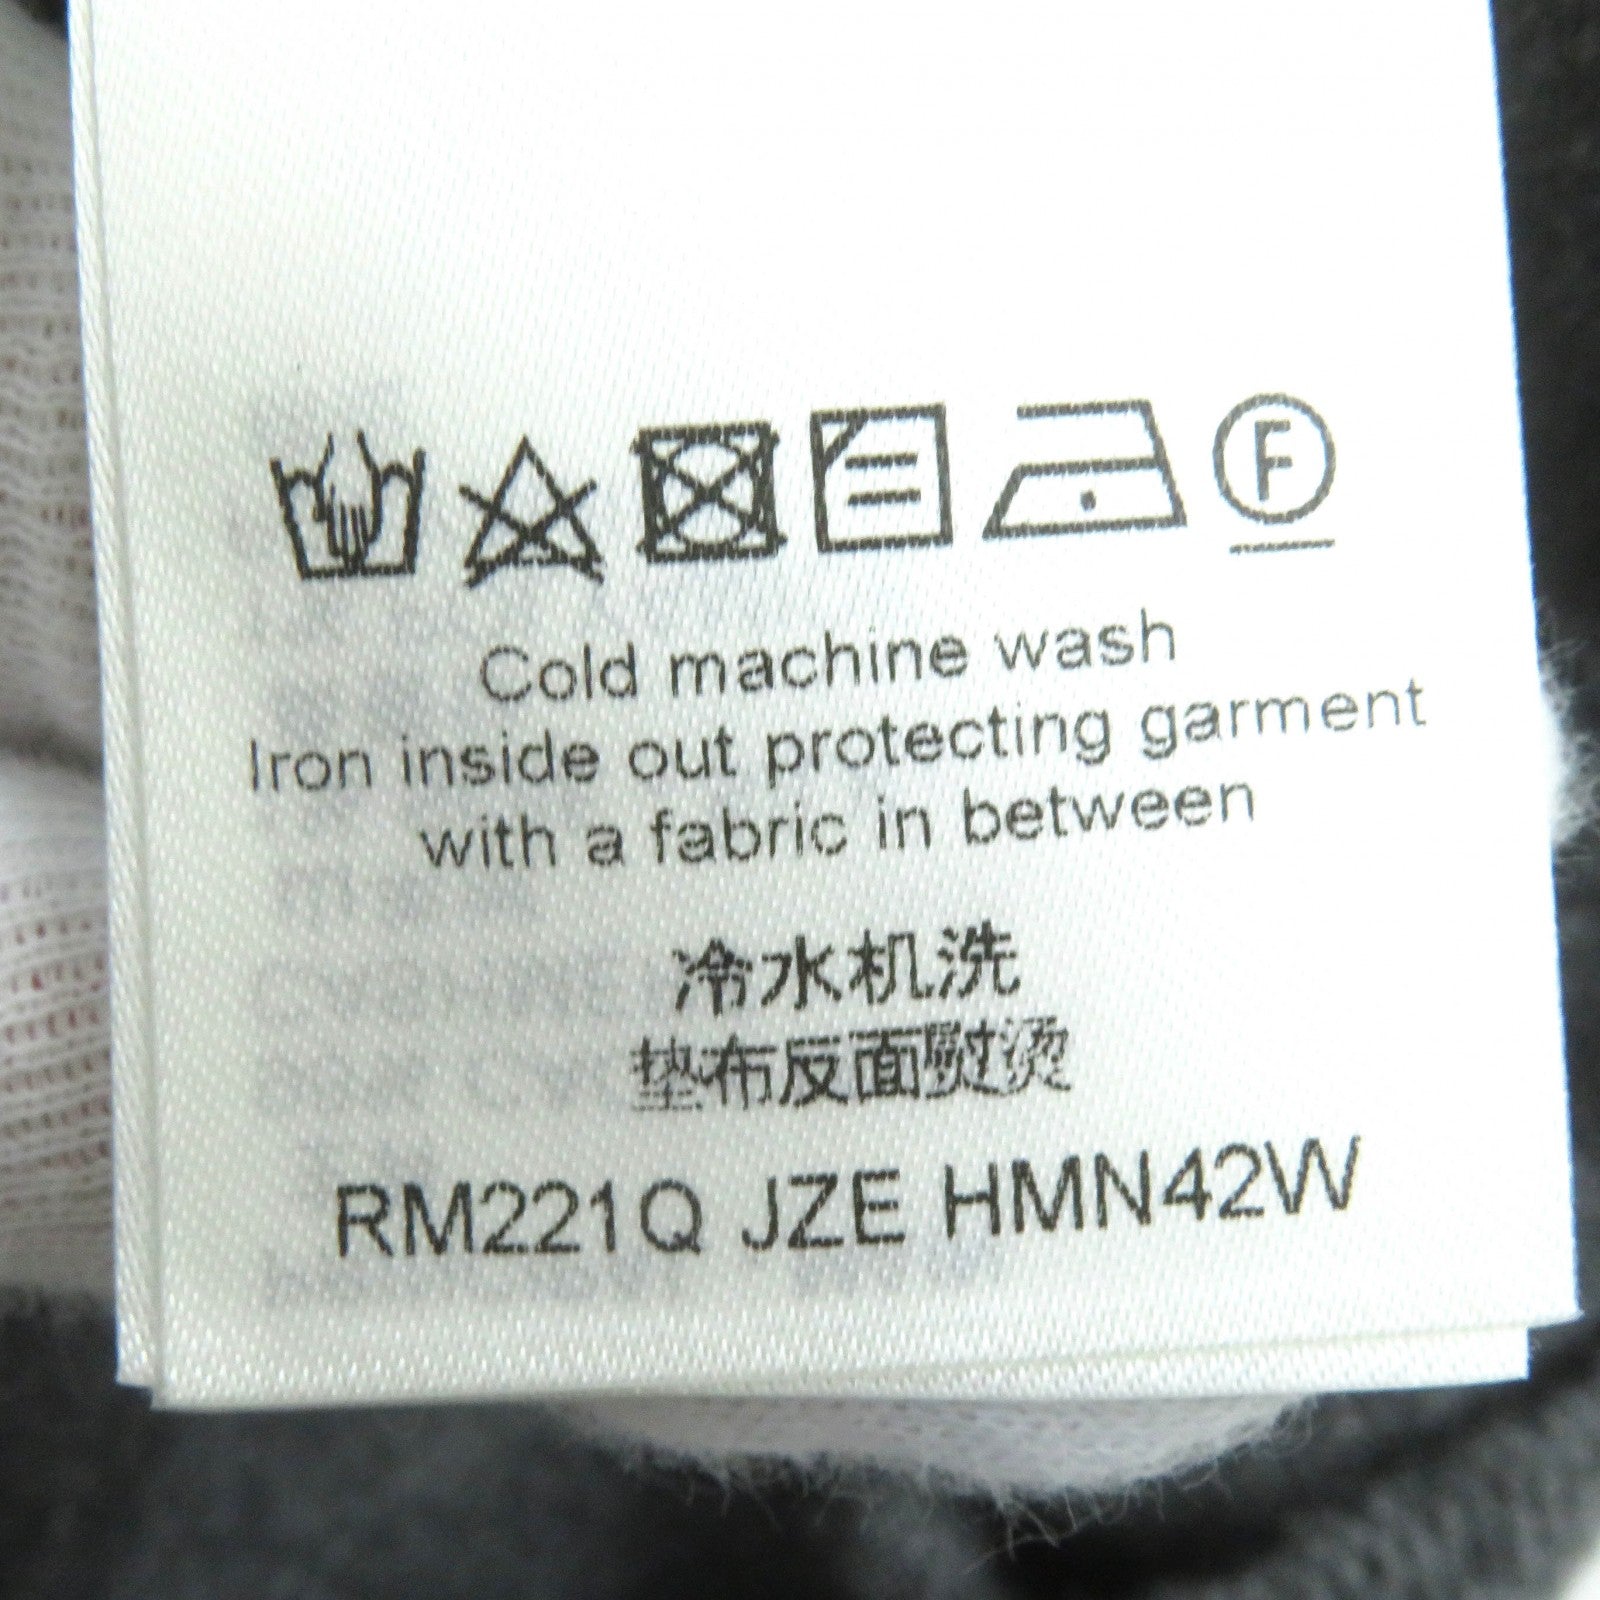 F
Cold machine wash
Iron inside out protecting garment
with a fabric in between
冷水机洗
垫布反面熨烫
RM221Q JZE HMN42W